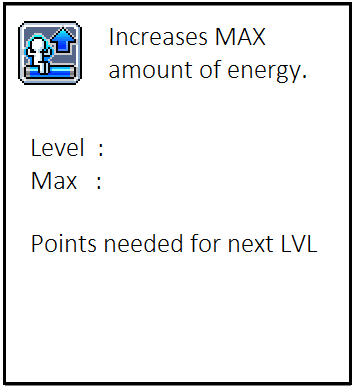 Increases MAX
amount of energy.
Level  :
Max   :
Points needed for next LVL